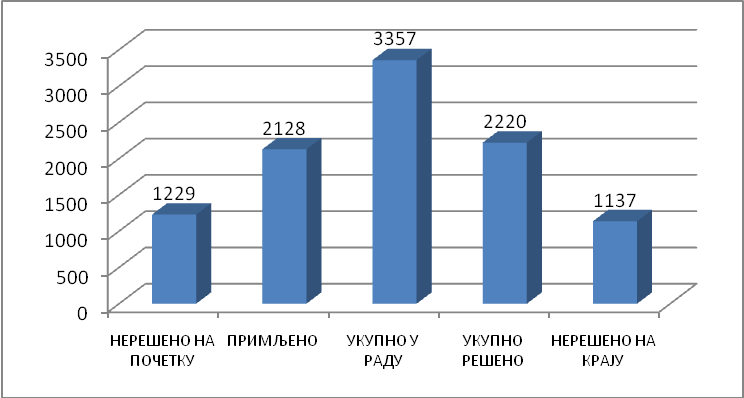 3500
3000
2500
2000
1500
1000
500
0
1229
2128
3357
2220
1137
НЕРЕШЕНО НА
ПОЧЕТКУ
ПРИМЉЕНО
УКУПНО У
РАДУ
УКУПНО
РЕШЕНО
НЕРЕШЕНО НА
КРАЈУ